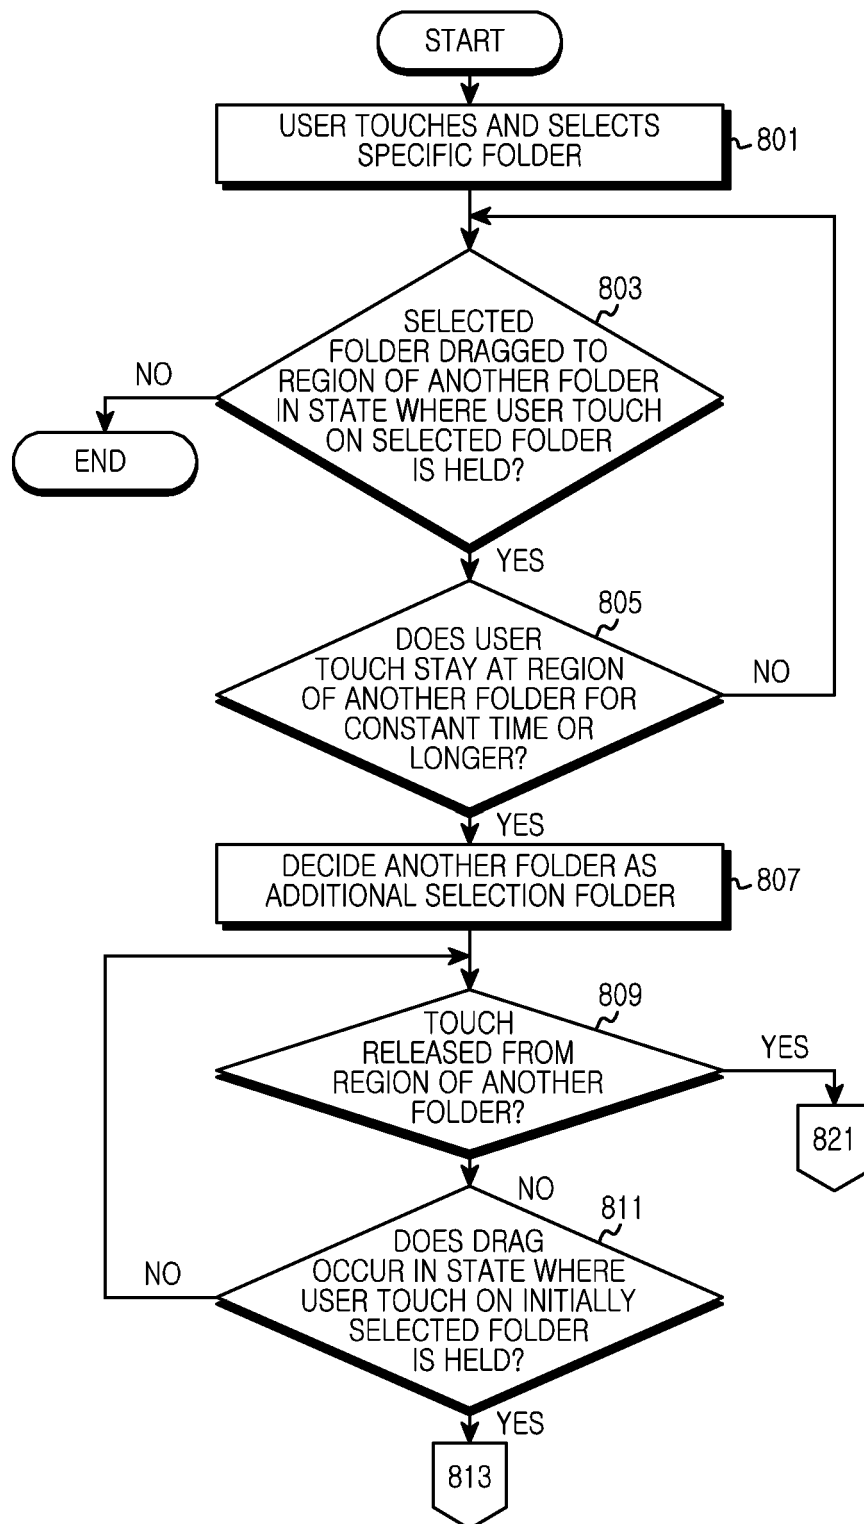 START
USER TOUCHES AND SELECTS
SPECIFIC FOLDER
801
803
SELECTED
FOLDER DRAGGED TO
REGION OF ANOTHER FOLDER
IN STATE WHERE USER TOUCH
ON SELECTED FOLDER
IS HELD?
NO
END
YES
805
DOES USER
TOUCH STAY AT REGION
OF ANOTHER FOLDER FOR
CONSTANT TIME OR
LONGER?
NO
YES
DECIDE ANOTHER FOLDER AS
ADDITIONAL SELECTION FOLDER
807
809
TOUCH
RELEASED FROM
REGION OF ANOTHER
FOLDER?
YES
821
NO
811
DOES DRAG
OCCUR IN STATE WHERE
USER TOUCH ON INITIALLY
SELECTED FOLDER
IS HELD?
NO
YES
813